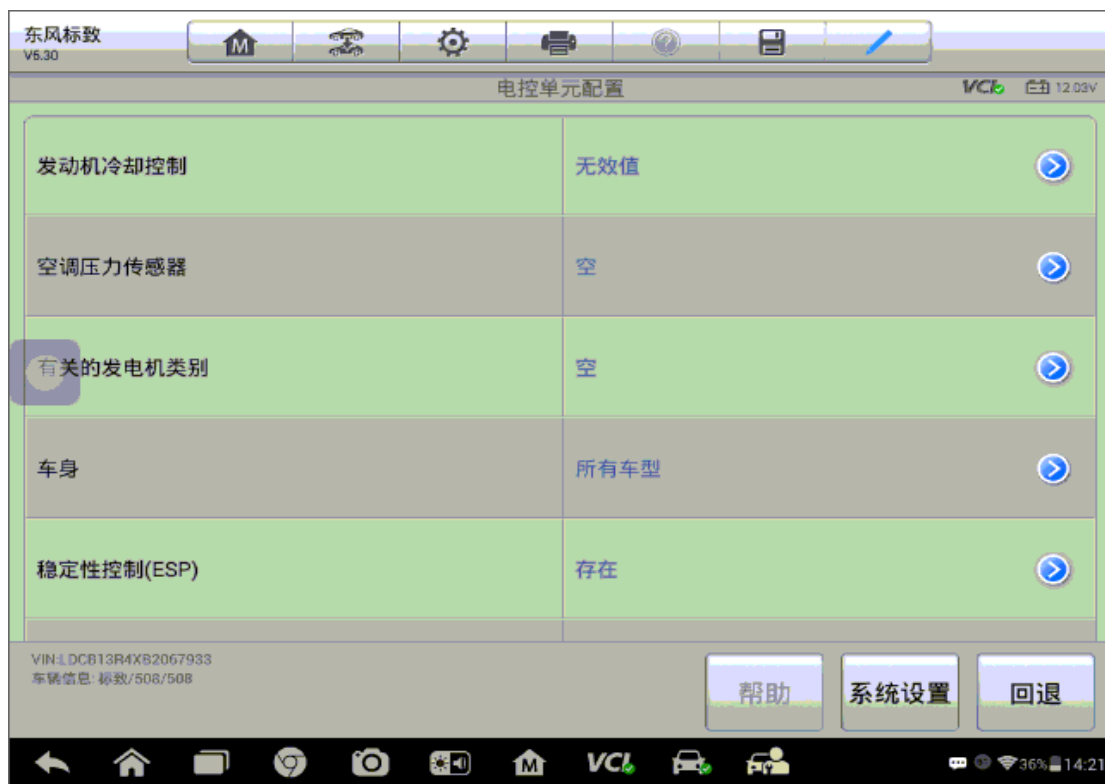 东风标致
V5.30
M
电控单元配置
VCI
12.03V
发动机冷却控制
无效值
空调压力传感器
空
有关的发电机类别
空
车身
所有车型
稳定性控制(ESP)
存在
VIN:LDCB13R4XB2067933
车辆信息: 标致/508/508
帮助
系统设置
回退
M
VCI
36%
14:21